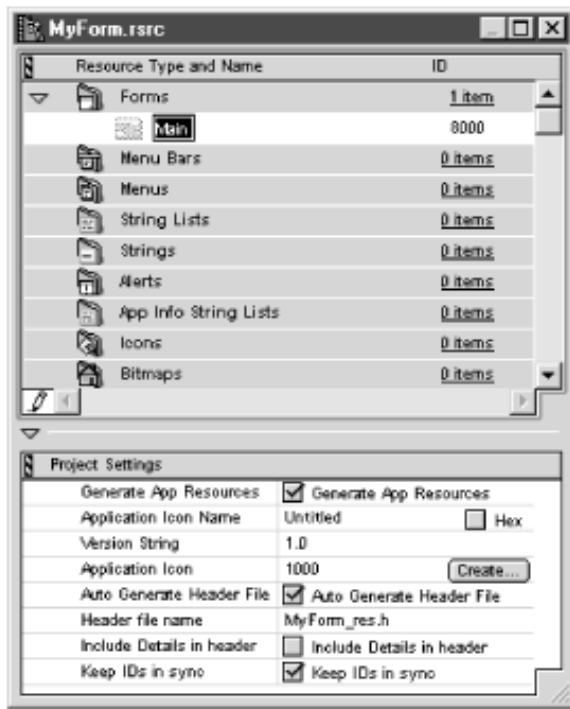 MyForm.rsrc
Resource Type and Name ID
Forms 1 item
Main 8000
Menu Bars 0 items
Menus 0 items
String Lists 0 items
Strings 0 items
Alerts 0 items
App Info String Lists 0 items
Icons 0 items
Bitmaps 0 items
Project Settings
Generate App Resources Generate App Resources
Application Icon Name Untitled Hex
Version String 1.0
Application Icon 1000 Create...
Auto Generate Header File Auto Generate Header File
Header file name MyForm_res.h
Include Details in header Include Details in header
Keep IDs in sync Keep IDs in sync